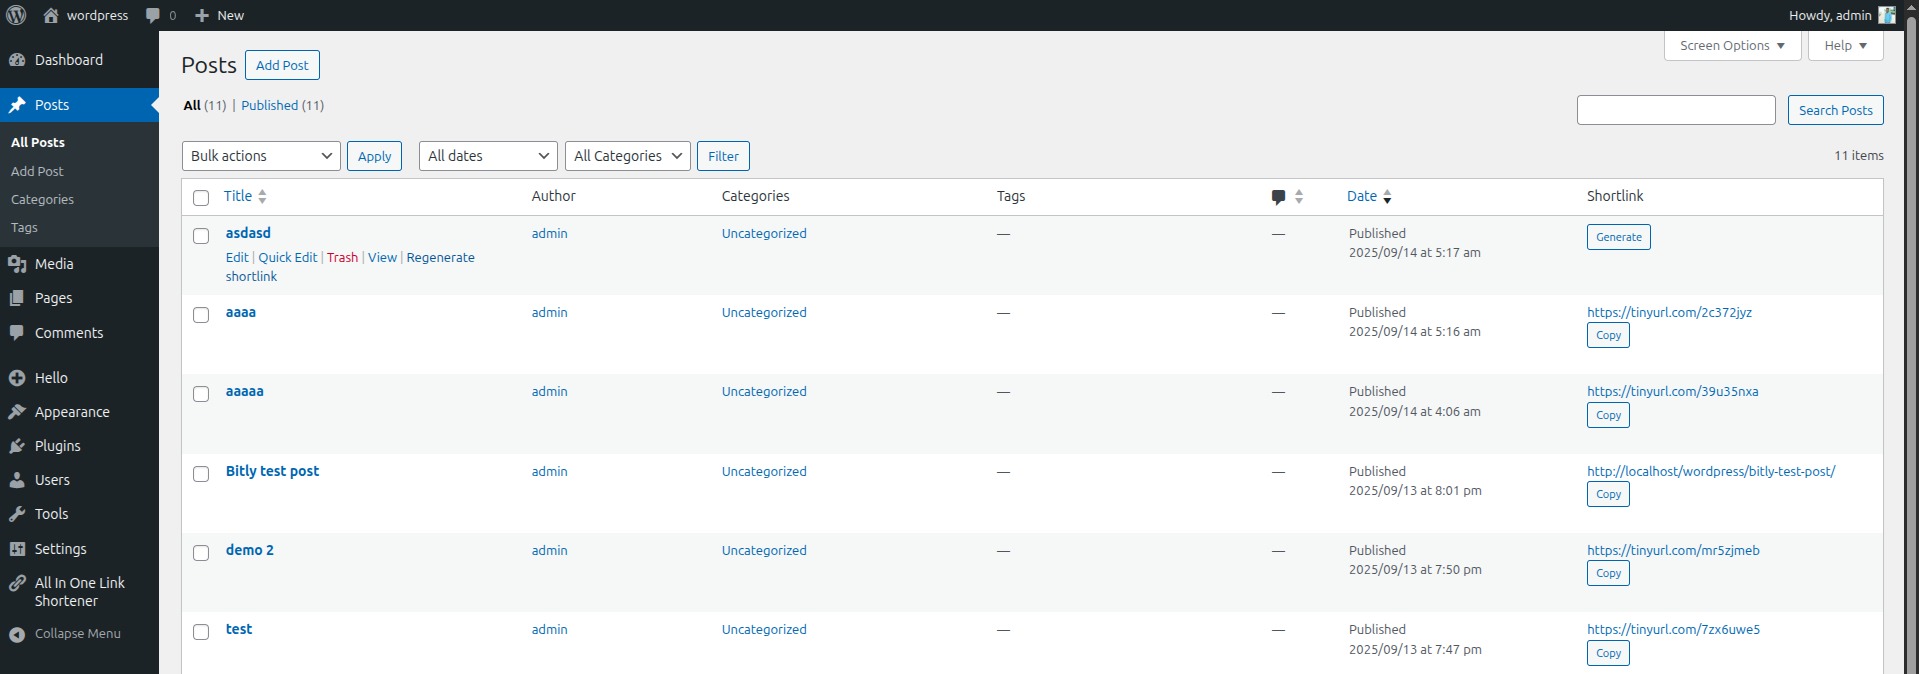 wordpress 0 New Howdy, admin
Dashboard
Posts
All Posts
Add Post
Categories
Tags
Media
Pages
Comments
Hello
Appearance
Plugins
Users
Tools
Settings
All In One Link
Shortener
Collapse Menu
Screen Options Help
Posts Add Post
All (11) | Published (11)
Search Posts
Bulk actions Apply All dates All Categories Filter 11 items
Title Author Categories Tags Date Shortlink
asdasd admin Uncategorized — — Published Generate
2025/09/14 at 5:17 am
Edit | Quick Edit | Trash | View | Regenerate
shortlink
aaaa admin Uncategorized — — Published https://tinyurl.com/2c372jyz
2025/09/14 at 5:16 am Copy
aaaaa admin Uncategorized — — Published https://tinyurl.com/39u35nxa
2025/09/14 at 4:06 am Copy
Bitly test post admin Uncategorized — — Published http://localhost/wordpress/bitly-test-post/
2025/09/13 at 8:01 pm Copy
demo 2 admin Uncategorized — — Published https://tinyurl.com/mr5zjmeb
2025/09/13 at 7:50 pm Copy
test admin Uncategorized — — Published https://tinyurl.com/7zx6uwe5
2025/09/13 at 7:47 pm Copy